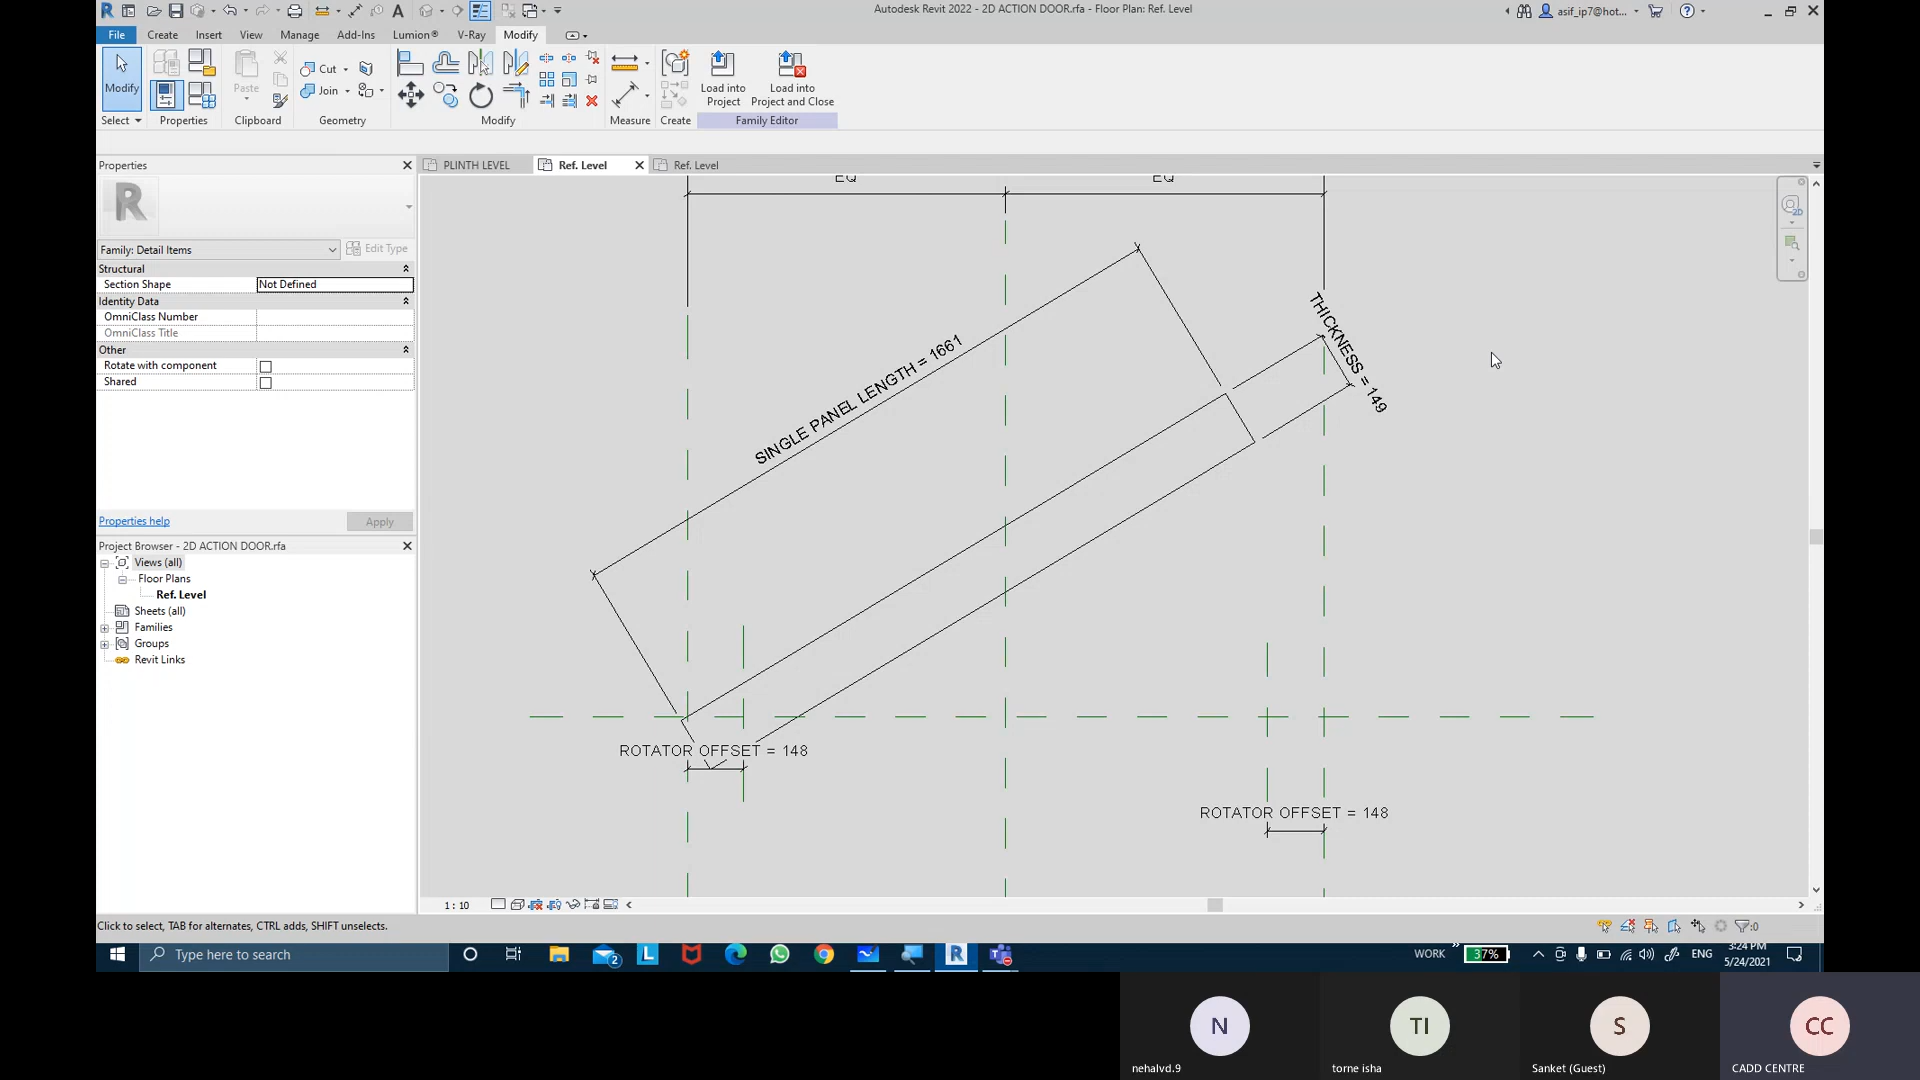 Autodesk Revit 2022 - 2D ACTION DOOR.rfa - Floor Plan: Ref. Level
asif_ip7@hot...
File Create Insert Annotate View Manage Add-Ins Lumion® V-Ray Modify
Modify
Paste
Cut
Join
Load into
Project
Load into
Project and Close
Select Properties Clipboard Geometry Modify Measure Create Family Editor
Properties
PLINTH LEVEL
Ref. Level
Ref. Level
R
Family: Detail Items
Edit Type
Structural
Section Shape Not Defined
Identity Data
OmniClass Number
OmniClass Title
Other
Rotate with component
Shared
Properties help
Apply
Project Browser - 2D ACTION DOOR.rfa
Views (all)
Floor Plans
Ref. Level
Sheets (all)
Families
Groups
Revit Links
EQ EQ
SINGLE PANEL LENGTH = 1661
THICKNESS = 149
ROTATOR OFFSET = 148
ROTATOR OFFSET = 148
2D
1 : 10
Click to select, TAB for alternates, CTRL adds, SHIFT unselects.
:0
Type here to search
2
L
R
WORK
37%
ENG
3:24 PM
5/24/2021
N
TI
S
CC
nehalvd.9
torne isha
Sanket (Guest)
CADD CENTRE